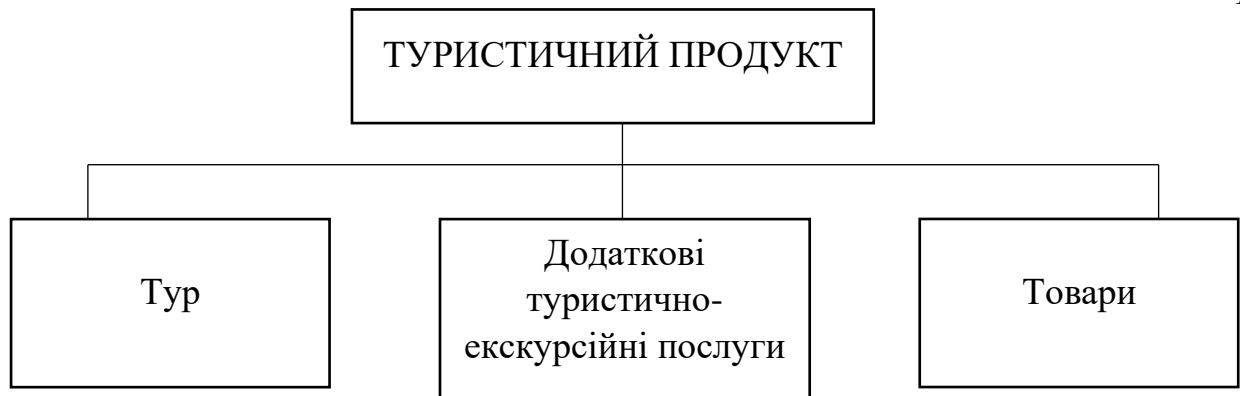 ТУРИСТИЧНИЙ ПРОДУКТ
Тур
Додаткові
туристично-
екскурсійні послуги
Товари